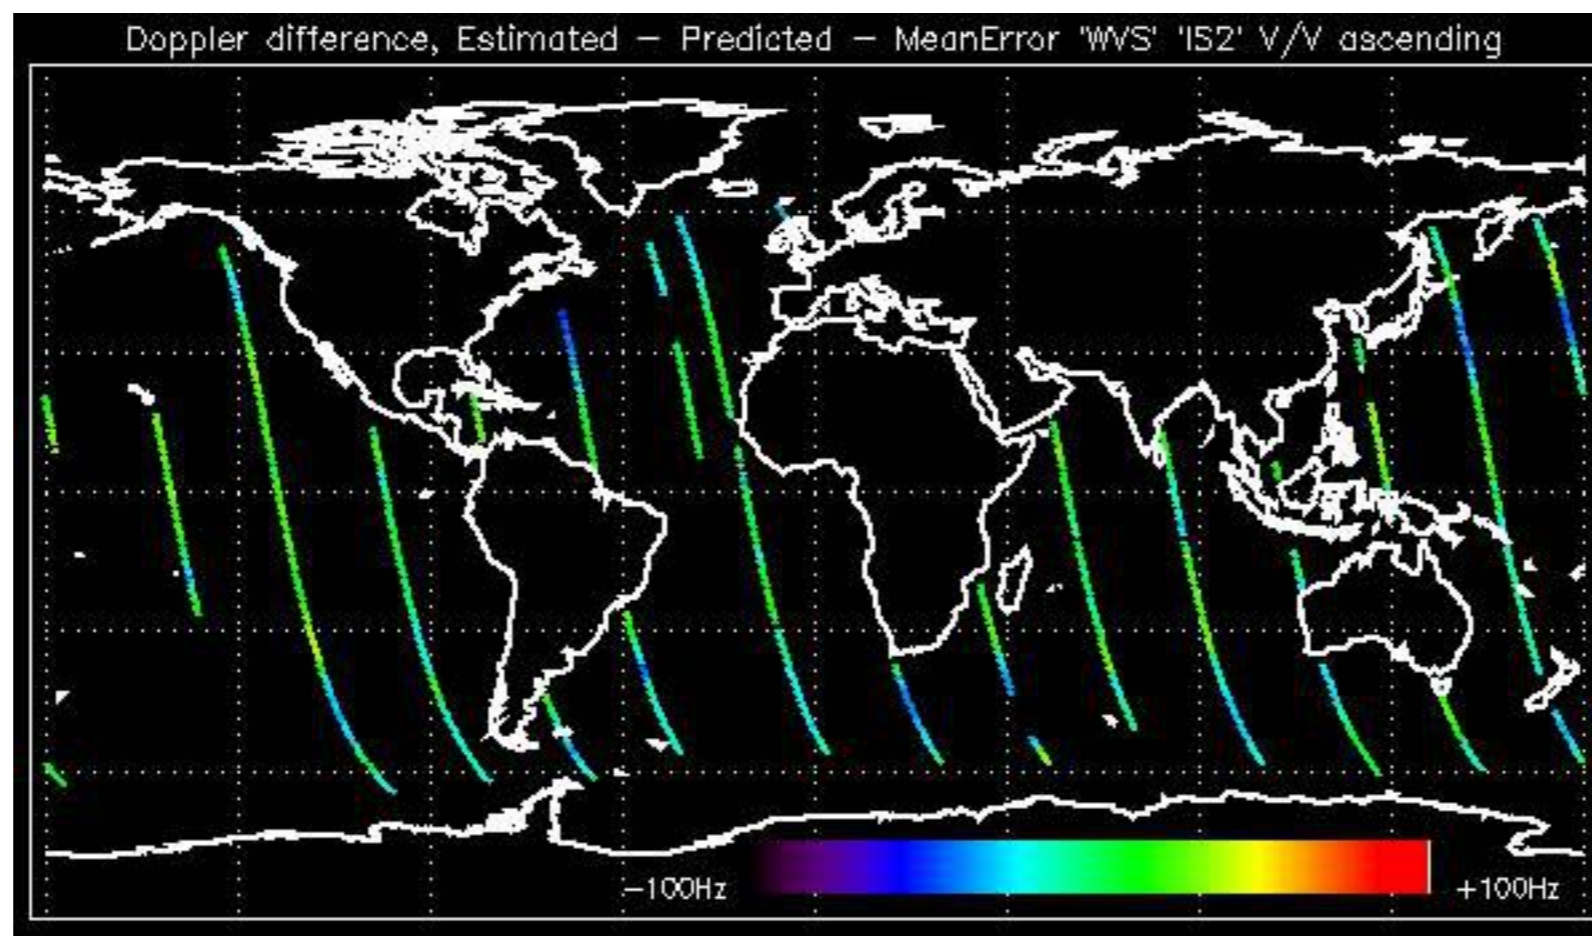 Doppler difference, Estimated – Predicted – MeanError 'WVS' 'IS2' V/V ascending
–100Hz
+100Hz